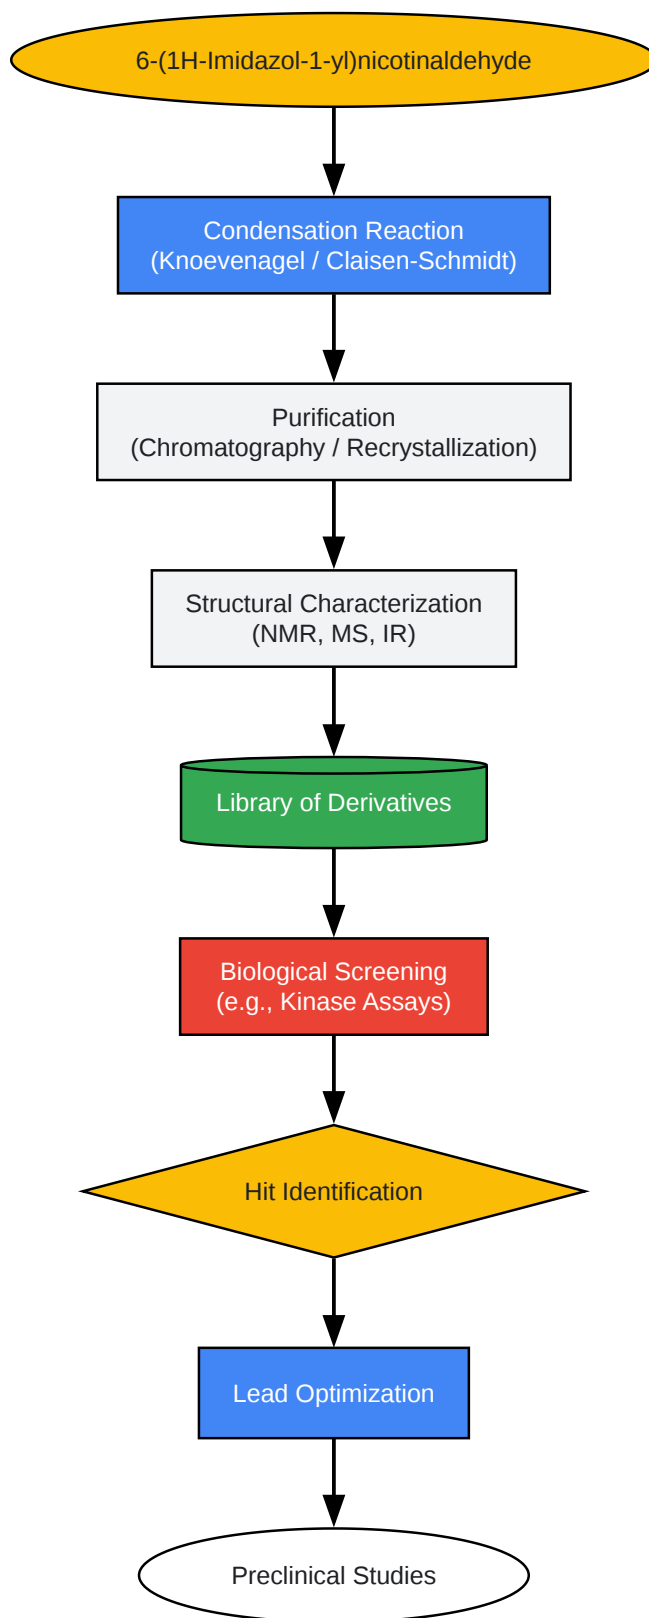 6-(1H-Imidazol-1-yl)nicotinaldehyde
Condensation Reaction
(Knoevenagel / Claisen-Schmidt)
Purification
(Chromatography / Recrystallization)
Structural Characterization
(NMR, MS, IR)
Library of Derivatives
Biological Screening
(e.g., Kinase Assays)
Hit Identification
Lead Optimization
Preclinical Studies